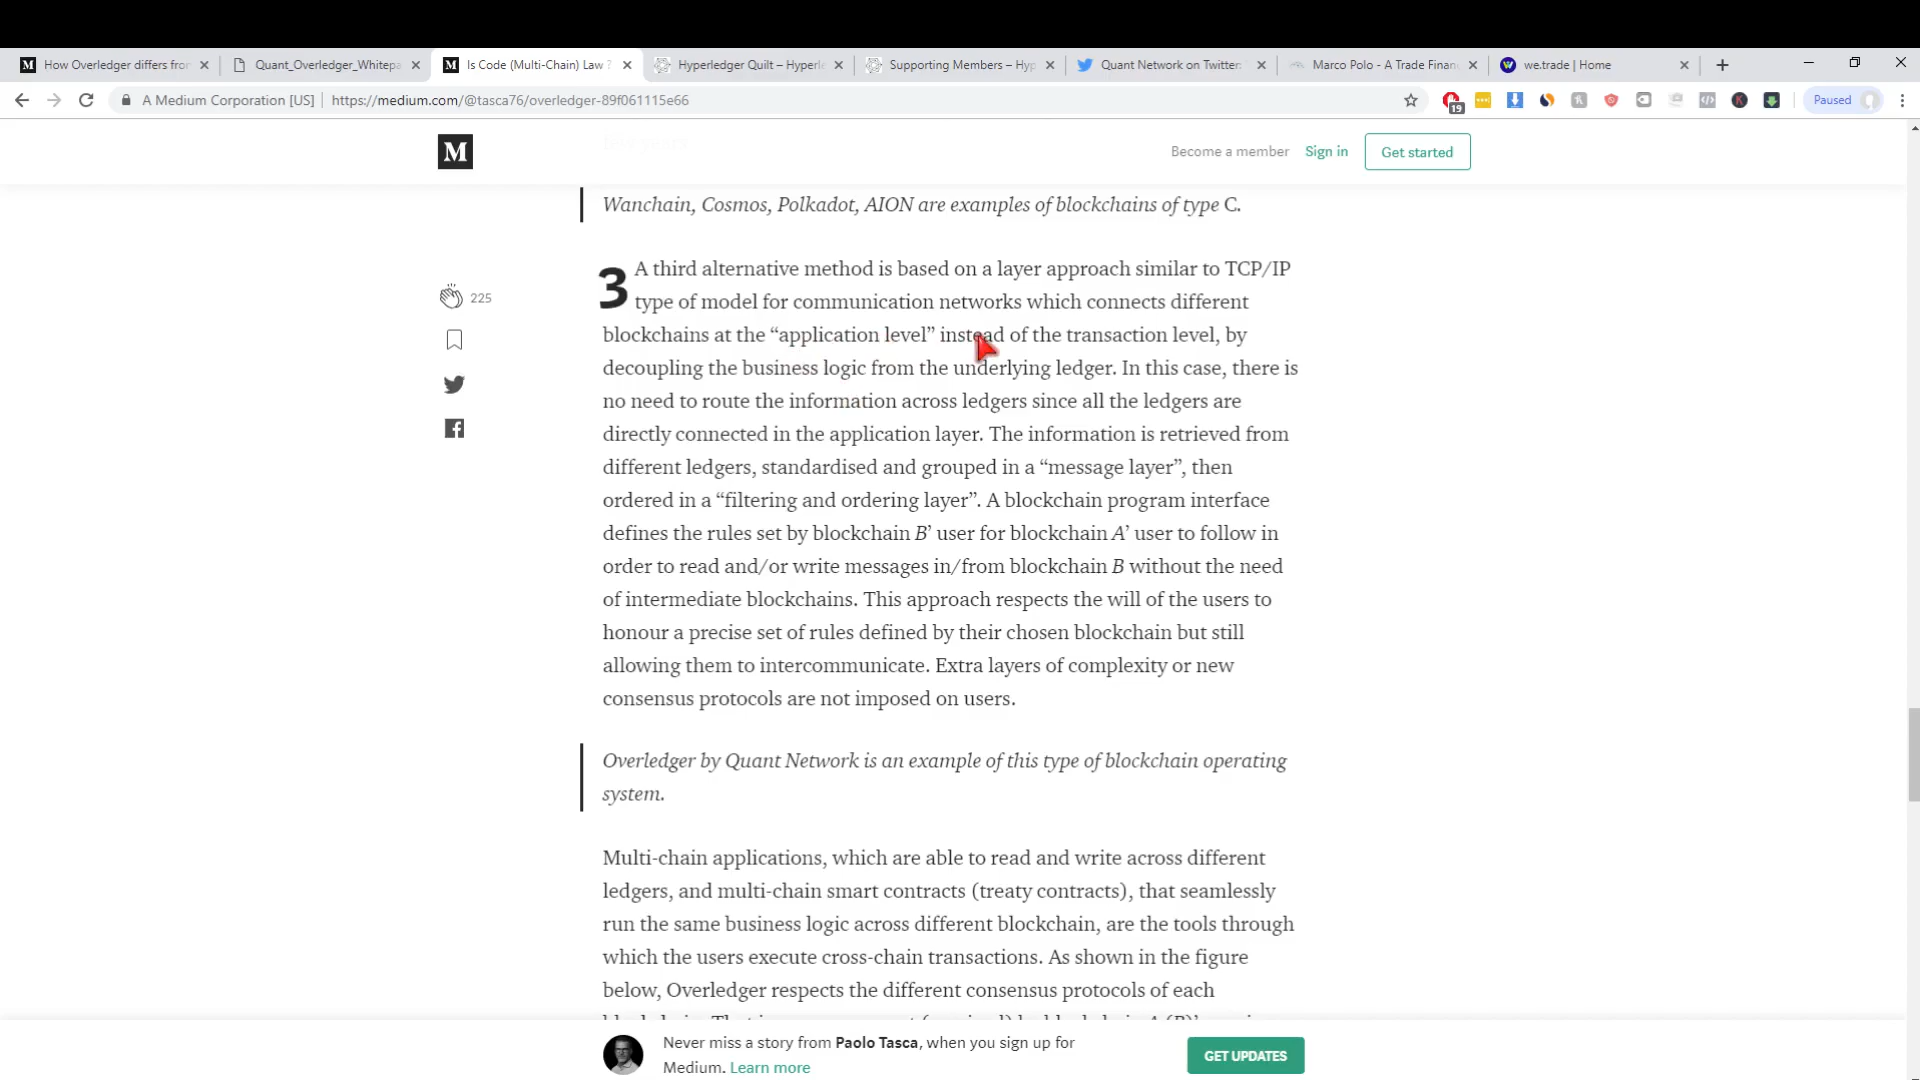 How Overledger differs fror
Quant_Overledger_Whitepa
Is Code (Multi-Chain) Law ?
Hyperledger Quilt – Hyperle
Supporting Members – Hyp
Quant Network on Twitter:
Marco Polo - A Trade Finan
we.trade | Home
A Medium Corporation [US] | https://medium.com/@tasca76/overledger-89f061115e66
19
Paused
M
Become a member
Sign in
Get started
Wanchain, Cosmos, Polkadot, AION are examples of blockchains of type C.
225
3 A third alternative method is based on a layer approach similar to TCP/IP
type of model for communication networks which connects different
blockchains at the “application level” instead of the transaction level, by
decoupling the business logic from the underlying ledger. In this case, there is
no need to route the information across ledgers since all the ledgers are
directly connected in the application layer. The information is retrieved from
different ledgers, standardised and grouped in a “message layer”, then
ordered in a “filtering and ordering layer”. A blockchain program interface
defines the rules set by blockchain B’ user for blockchain A’ user to follow in
order to read and/or write messages in/from blockchain B without the need
of intermediate blockchains. This approach respects the will of the users to
honour a precise set of rules defined by their chosen blockchain but still
allowing them to intercommunicate. Extra layers of complexity or new
consensus protocols are not imposed on users.
Overledger by Quant Network is an example of this type of blockchain operating
system.
Multi-chain applications, which are able to read and write across different
ledgers, and multi-chain smart contracts (treaty contracts), that seamlessly
run the same business logic across different blockchain, are the tools through
which the users execute cross-chain transactions. As shown in the figure
below, Overledger respects the different consensus protocols of each
Never miss a story from Paolo Tasca, when you sign up for
Medium. Learn more
GET UPDATES